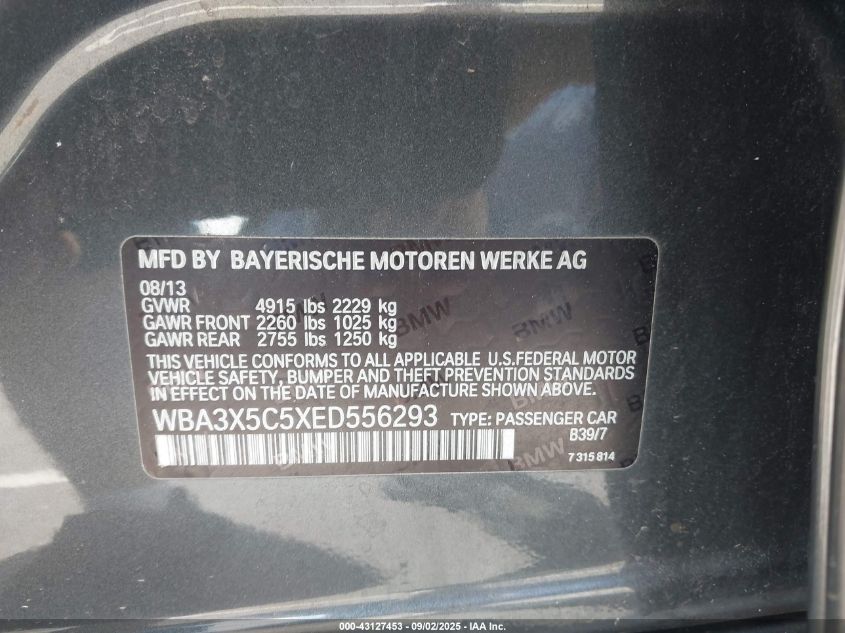 MFD BY BAYERISCHE MOTOREN WERKE AG
08/13
GVWR 4915 lbs 2229 kg
GAWR FRONT 2260 lbs 1025 kg
GAWR REAR 2755 lbs 1250 kg
THIS VEHICLE CONFORMS TO ALL APPLICABLE U.S.FEDERAL MOTOR
VEHICLE SAFETY, BUMPER AND THEFT PREVENTION STANDARDS
IN EFFECT ON THE DATE OF MANUFACTURE SHOWN ABOVE.
WBA3X5C5XED556293 TYPE: PASSENGER CAR
B39/7
7 315 814
000-43127453 - 09/02/2025 - IAA Inc.